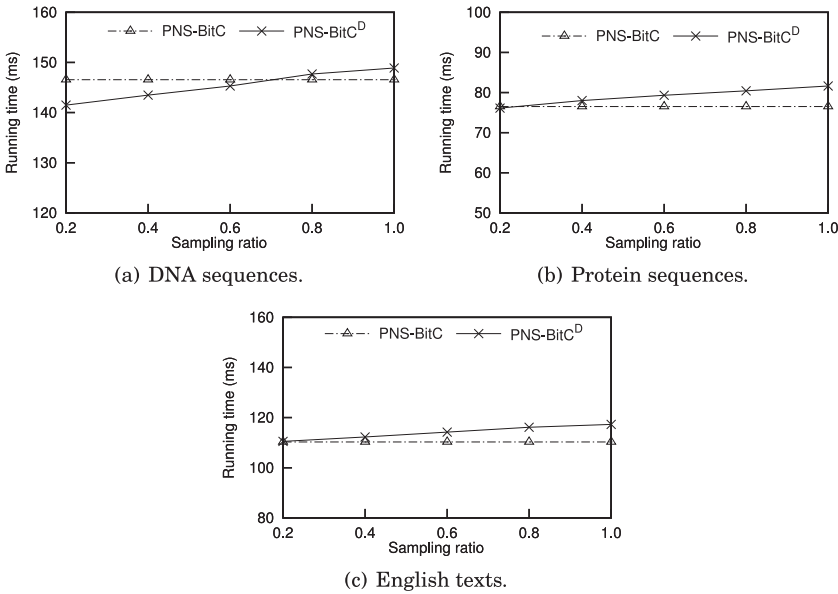 160
150
140
130
120
Running time (ms)
PNS-BitC
PNS-BitC^D
0.2 0.4 0.6 0.8 1.0
Sampling ratio
(a) DNA sequences.
100
90
80
70
60
50
Running time (ms)
PNS-BitC
PNS-BitC^D
0.2 0.4 0.6 0.8 1.0
Sampling ratio
(b) Protein sequences.
160
140
120
100
80
Running time (ms)
PNS-BitC
PNS-BitC^D
0.2 0.4 0.6 0.8 1.0
Sampling ratio
(c) English texts.